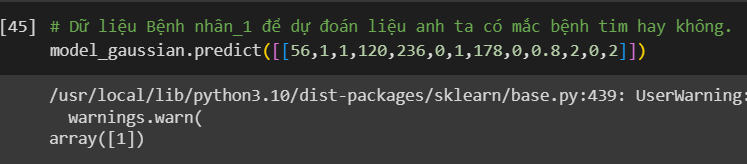 [45] # Dữ liệu Bệnh nhân_1 để dự đoán liệu anh ta có mắc bệnh tim hay không.
model_gaussian.predict([[56,1,1,120,236,0,1,178,0,0.8,2,0,2]])
/usr/local/lib/python3.10/dist-packages/sklearn/base.py:439: UserWarning:
warnings.warn(
array([1])